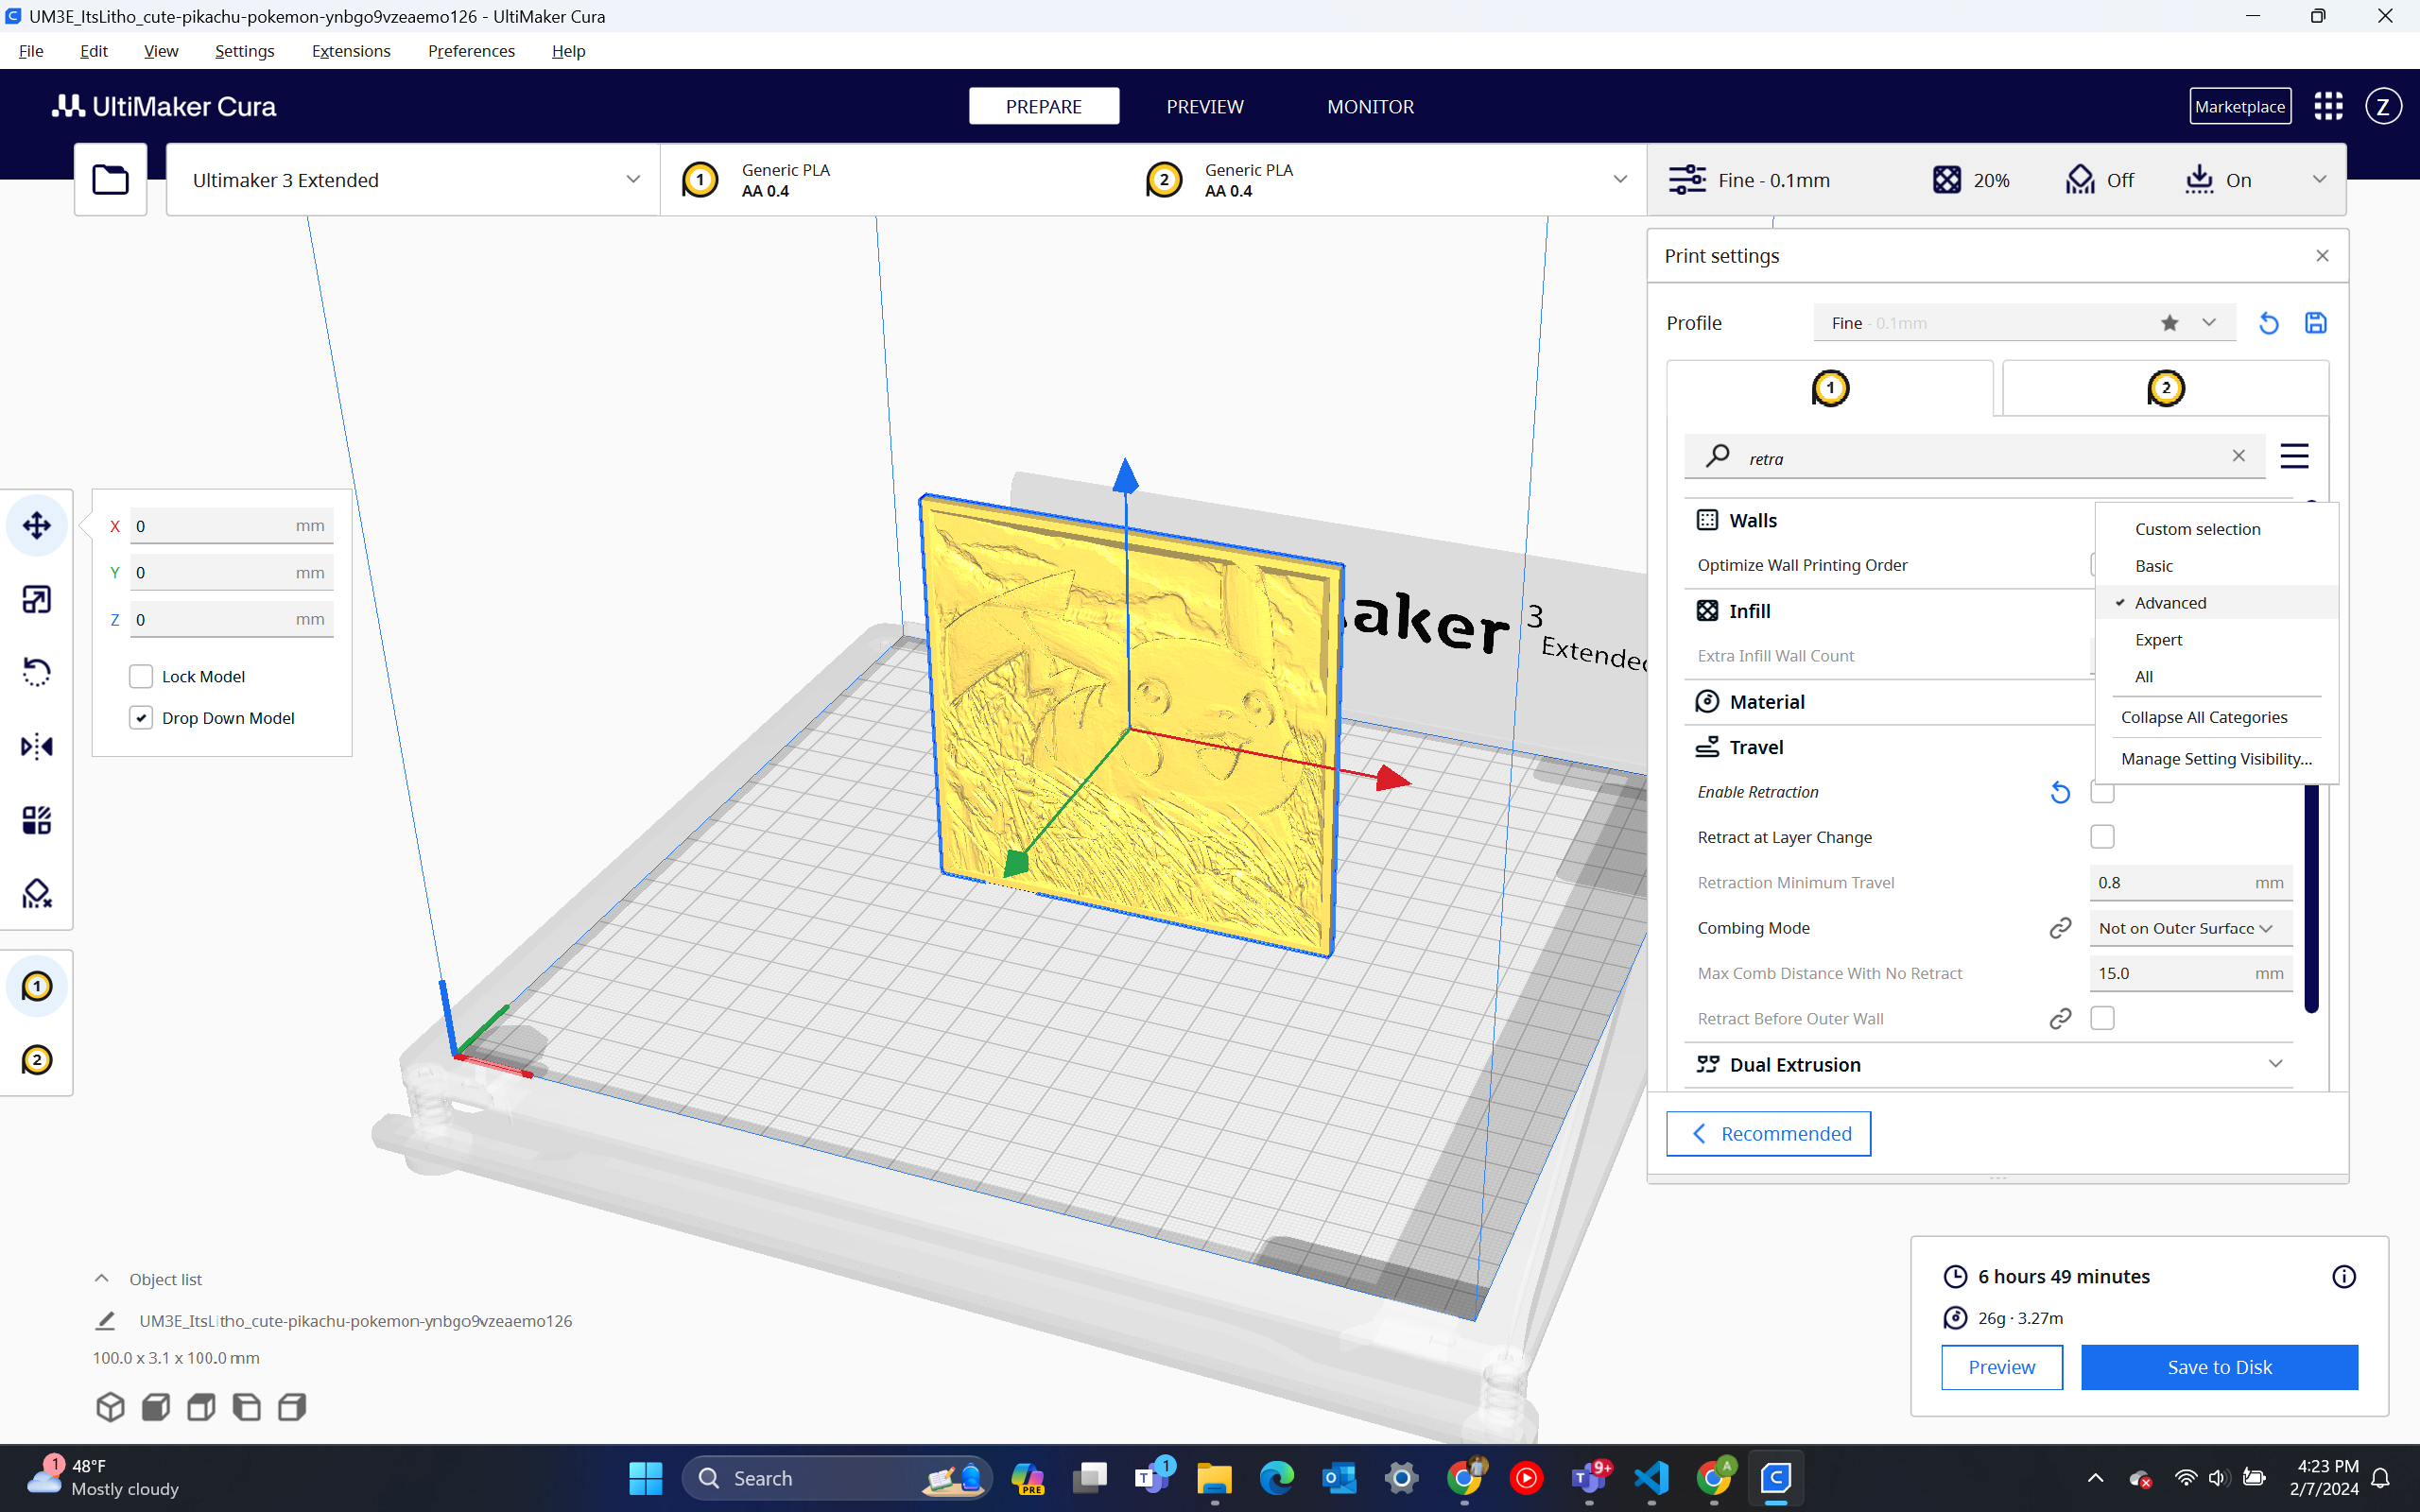 UM3E_ItsLitho_cute-pikachu-pokemon-ynbgo9vzeaemo126 - UltiMaker Cura
File Edit View Settings Extensions Preferences Help
UltiMaker Cura
PREPARE PREVIEW MONITOR
Marketplace
Z
Ultimaker 3 Extended
1 Generic PLA
AA 0.4
2 Generic PLA
AA 0.4
Fine - 0.1mm 20% Off On
Print settings
Profile Fine - 0.1mm
1 2
retra
Walls
Optimize Wall Printing Order
Infill
Extra Infill Wall Count
Material
Travel
Enable Retraction
Retract at Layer Change
Retraction Minimum Travel 0.8 mm
Combing Mode Not on Outer Surface
Max Comb Distance With No Retract 15.0 mm
Retract Before Outer Wall
Dual Extrusion
Recommended
Custom selection
Basic
Advanced
Expert
All
Collapse All Categories
Manage Setting Visibility...
X 0 mm
Y 0 mm
Z 0 mm
Lock Model
Drop Down Model
1
2
aker 3
Extended
Object list
UM3E_ItsLitho_cute-pikachu-pokemon-ynbgo9vzeaemo126
100.0 x 3.1 x 100.0 mm
6 hours 49 minutes
26g · 3.27m
Preview Save to Disk
1 48°F
Mostly cloudy
Search
PRE
1
9+
A
4:23 PM
2/7/2024